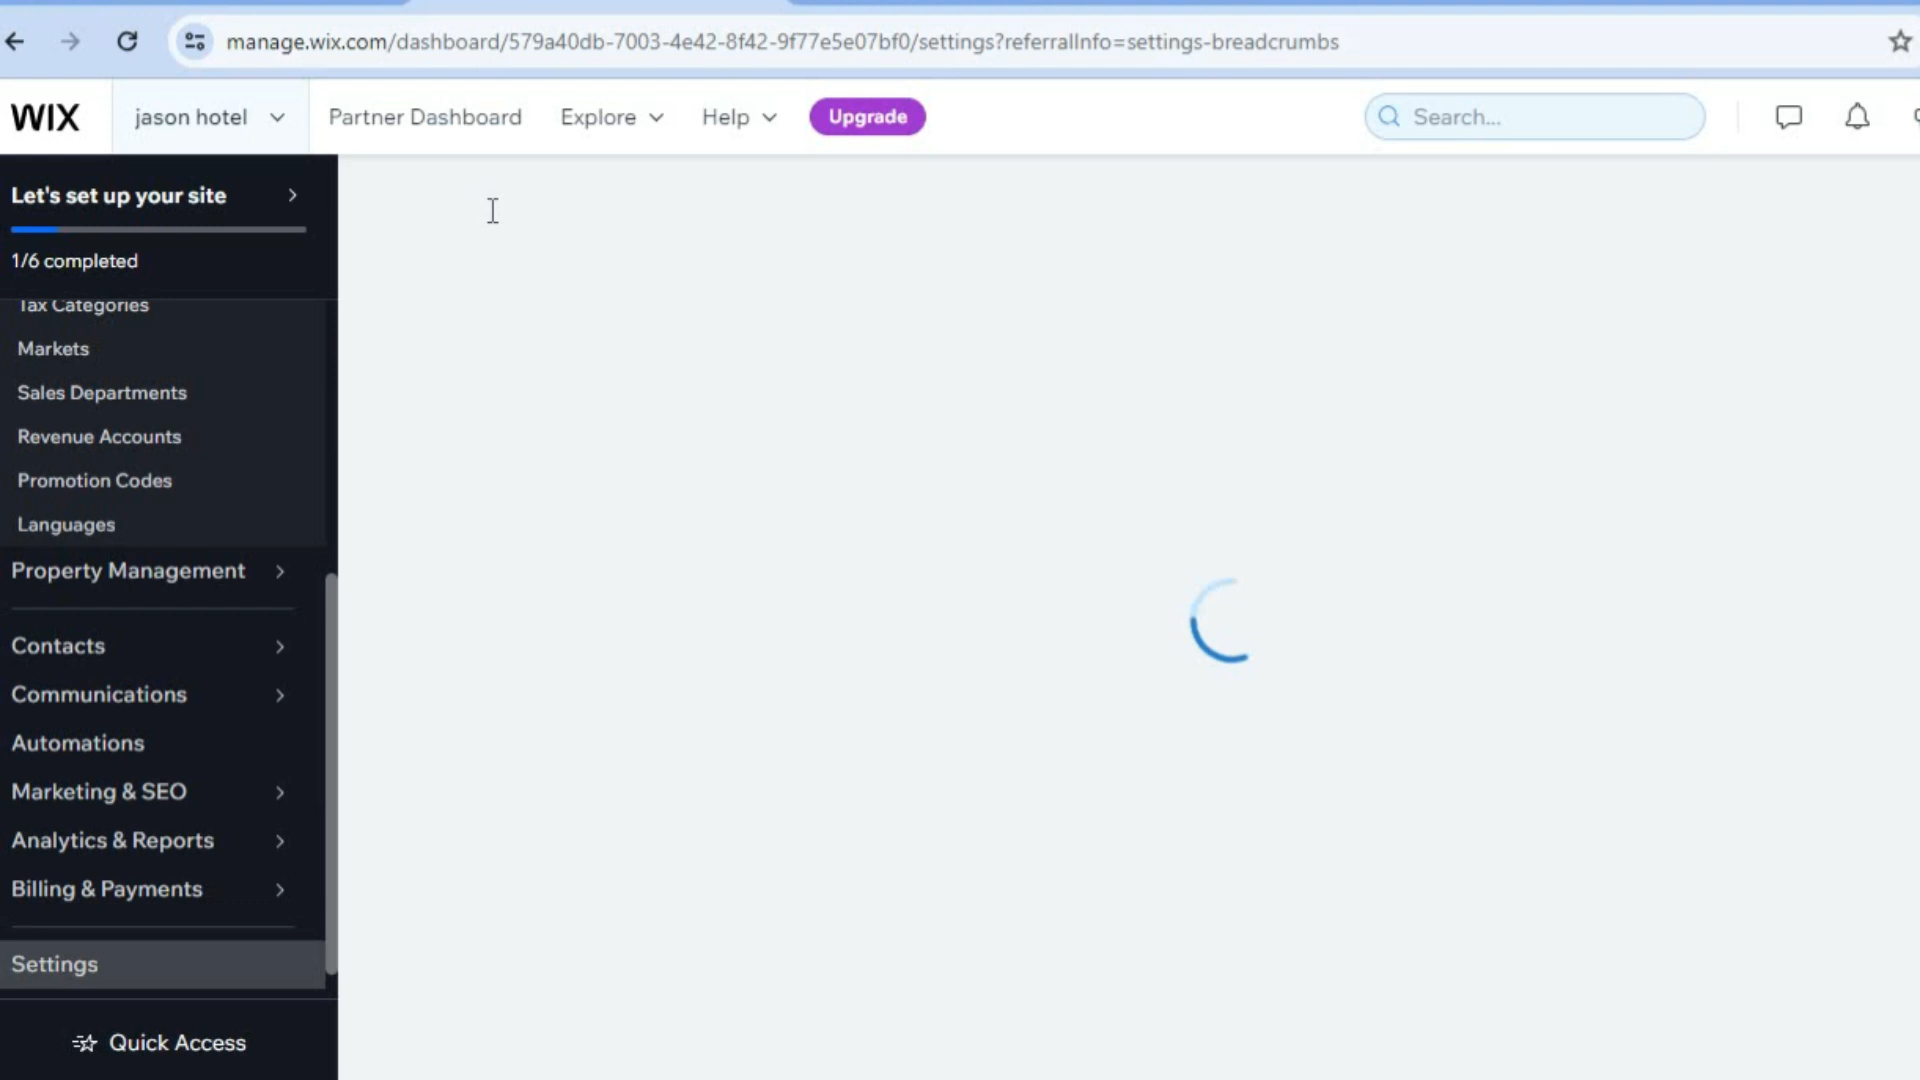 manage.wix.com/dashboard/579a40db-7003-4e42-8f42-9f77e5e07bf0/settings?referralInfo=settings-breadcrumbs
WIX jason hotel Partner Dashboard Explore Help Upgrade Search...
Let's set up your site
1/6 completed
Tax Categories
Markets
Sales Departments
Revenue Accounts
Promotion Codes
Languages
Property Management
Contacts
Communications
Automations
Marketing & SEO
Analytics & Reports
Billing & Payments
Settings
Quick Access